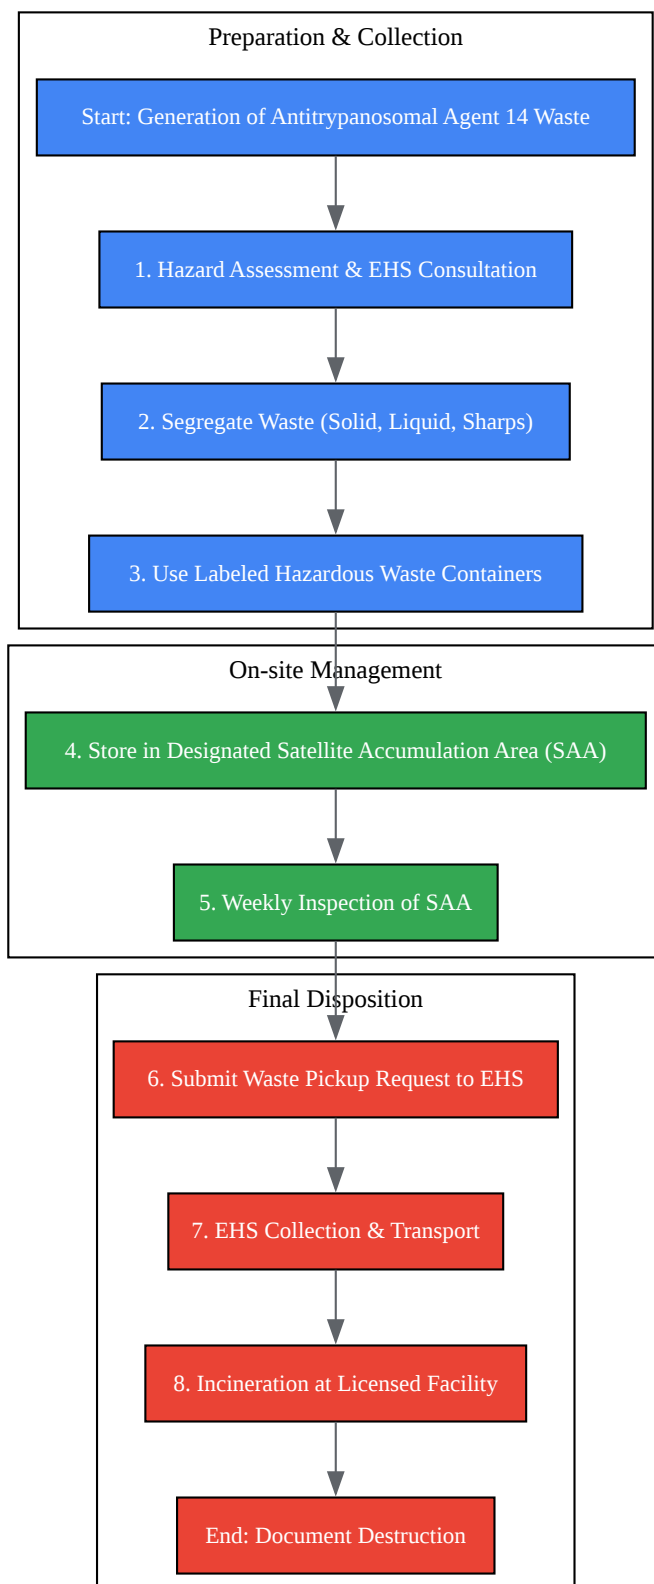 Preparation & Collection
Start: Generation of Antitrypanosomal Agent 14 Waste
1. Hazard Assessment & EHS Consultation
2. Segregate Waste (Solid, Liquid, Sharps)
3. Use Labeled Hazardous Waste Containers
On-site Management
4. Store in Designated Satellite Accumulation Area (SAA)
5. Weekly Inspection of SAA
Final Disposition
6. Submit Waste Pickup Request to EHS
7. EHS Collection & Transport
8. Incineration at Licensed Facility
End: Document Destruction